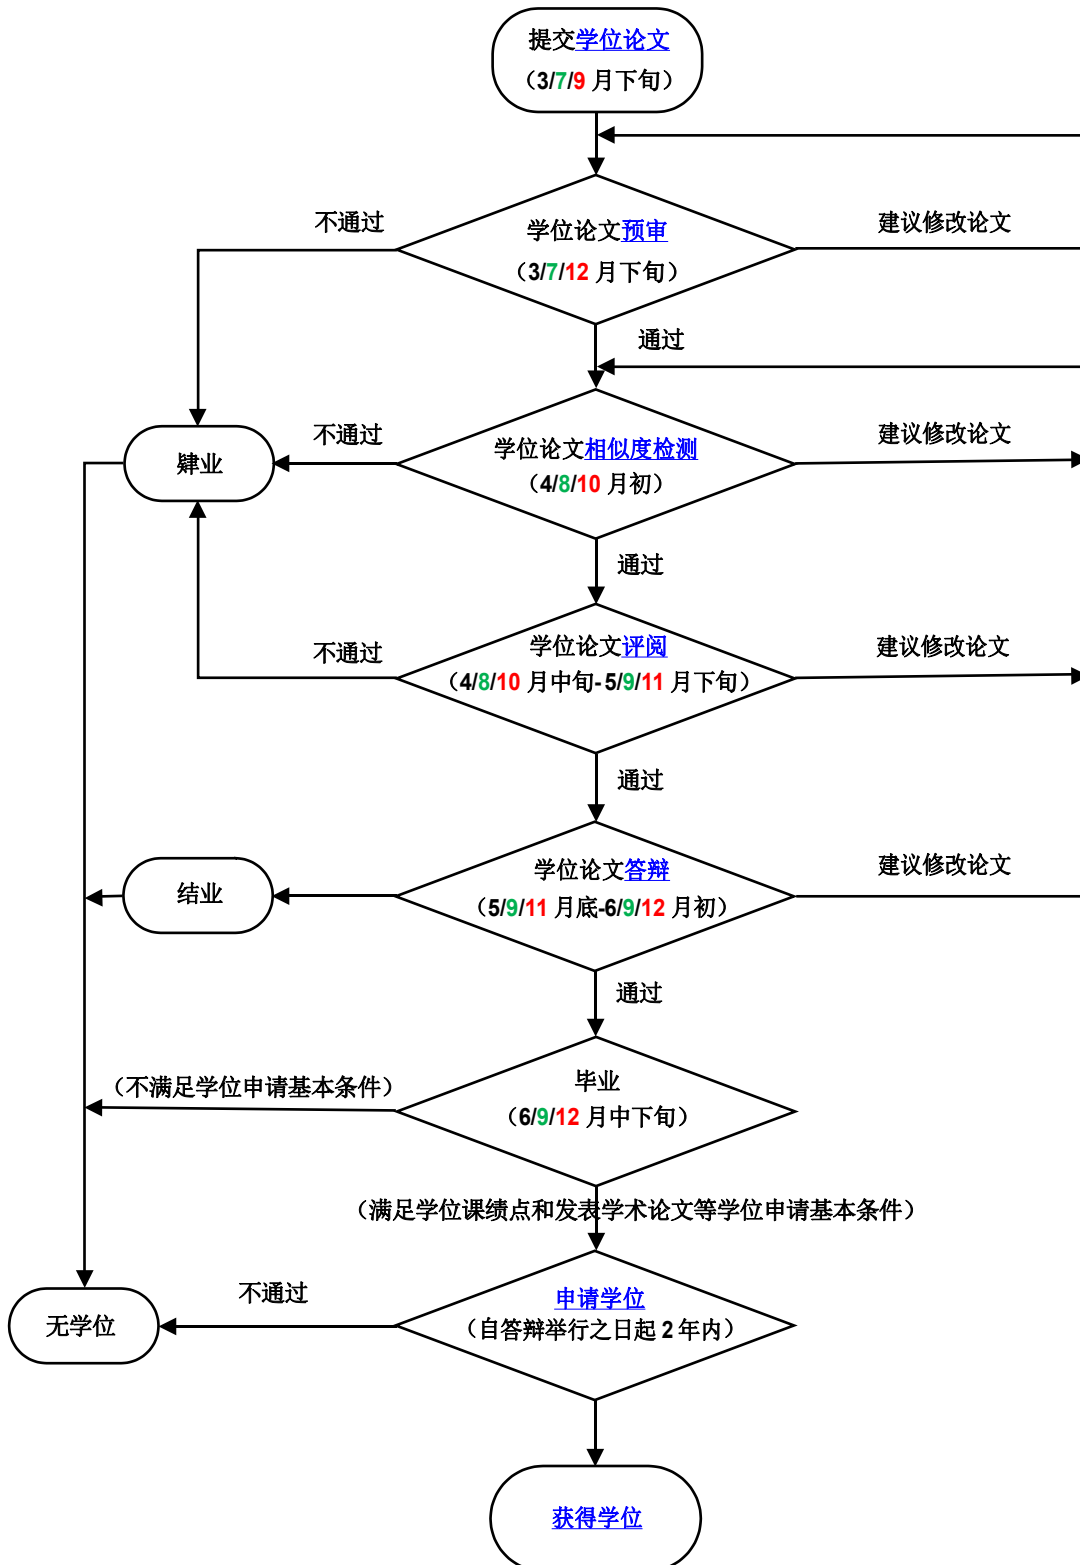 提交学位论文
（3/7/9 月下旬）
不通过
学位论文预审
（3/7/12 月下旬）
建议修改论文
通过
不通过
学位论文相似度检测
（4/8/10 月初）
建议修改论文
肄业
通过
不通过
学位论文评阅
（4/8/10 月中旬-5/9/11 月下旬）
建议修改论文
通过
学位论文答辩
（5/9/11 月底-6/9/12 月初）
建议修改论文
结业
通过
（不满足学位申请基本条件）
毕业
（6/9/12 月中下旬）
（满足学位课绩点和发表学术论文等学位申请基本条件）
不通过
申请学位
（自答辩举行之日起 2 年内）
无学位
获得学位